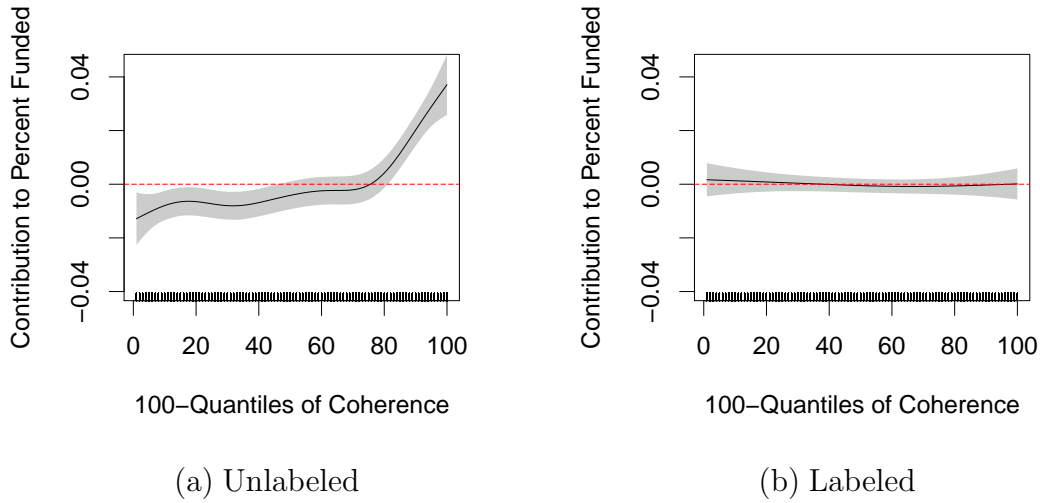 Contribution to Percent Funded
0.04
0.00
−0.04
0 20 40 60 80 100
100−Quantiles of Coherence
(a) Unlabeled
Contribution to Percent Funded
0.04
0.00
−0.04
0 20 40 60 80 100
100−Quantiles of Coherence
(b) Labeled